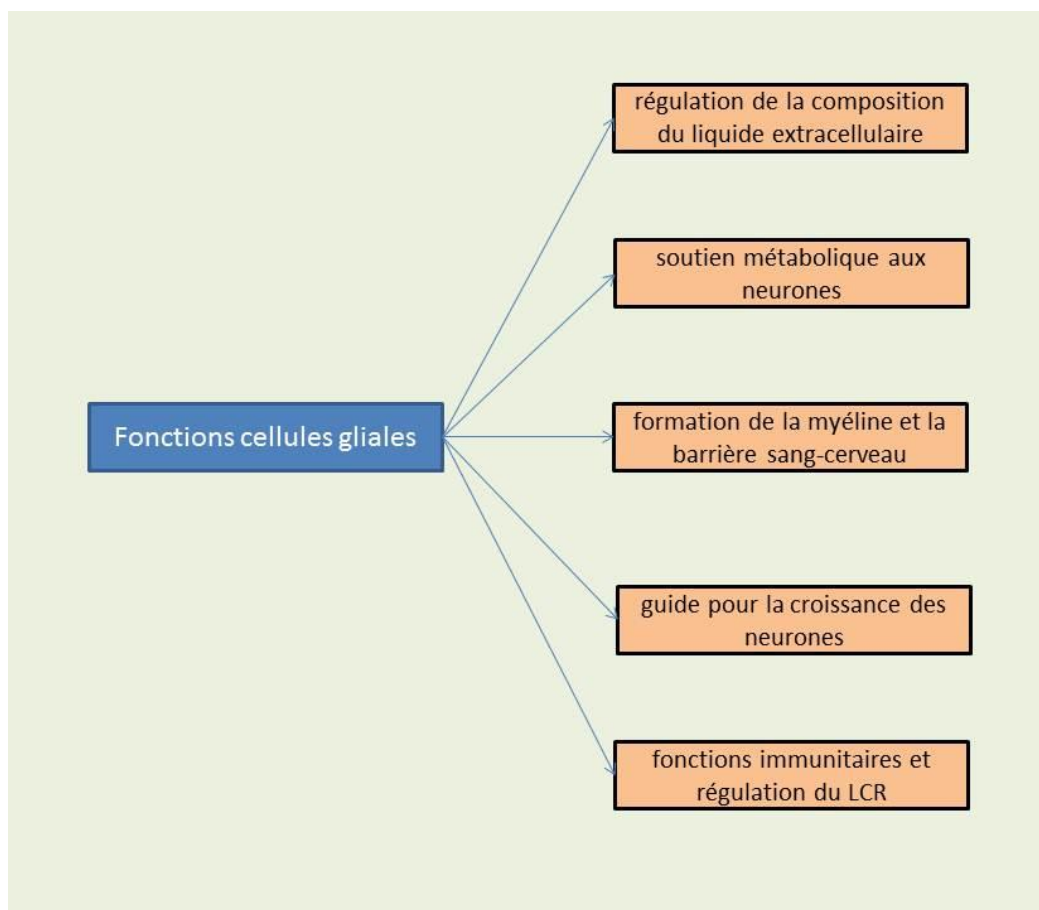 régulation de la composition
du liquide extracellulaire
soutien métabolique aux
neurones
Fonctions cellules gliales
formation de la myéline et la
barrière sang-cerveau
guide pour la croissance des
neurones
fonctions immunitaires et
régulation du LCR